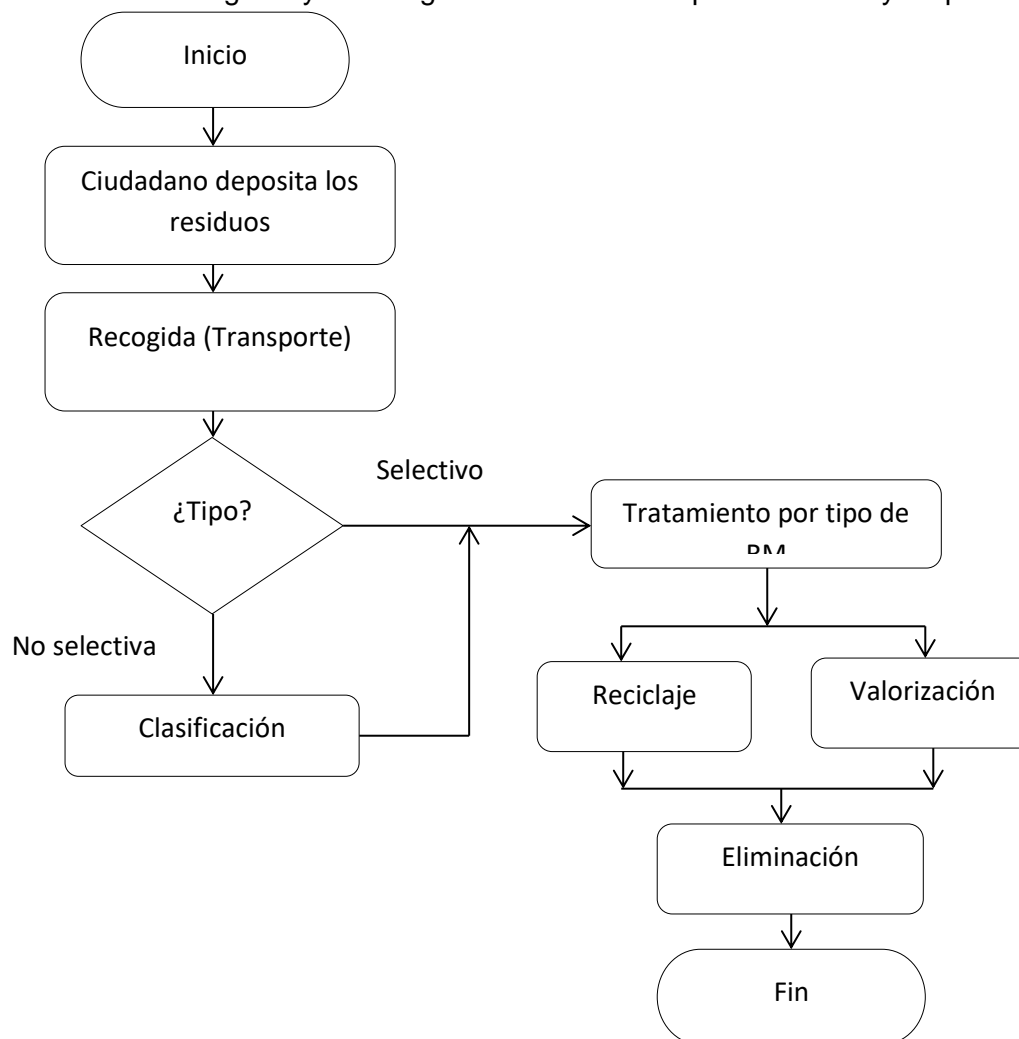 Inicio
Ciudadano deposita los
residuos
Recogida (Transporte)
¿Tipo?
Selectivo
Tratamiento por tipo de
No selectiva
Clasificación
Reciclaje
Valorización
Eliminación
Fin